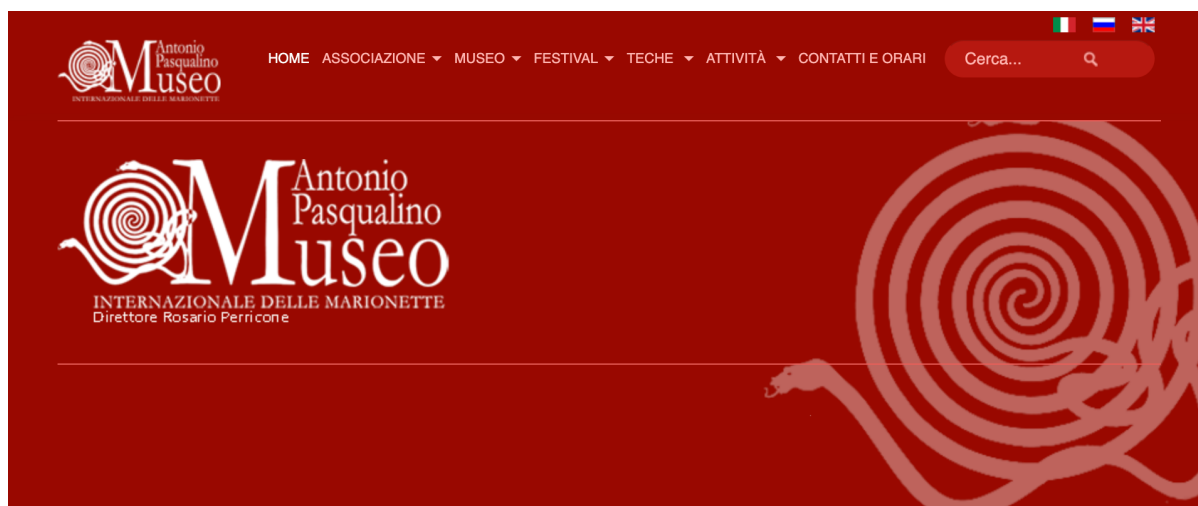 Antonio
Pasqualino
Museo
INTERNAZIONALE DELLE MARIONETTE
HOME ASSOCIAZIONE MUSEO FESTIVAL TECHE ATTIVITÀ CONTATTI E ORARI Cerca...
Antonio
Pasqualino
Museo
INTERNAZIONALE DELLE MARIONETTE
Direttore Rosario Perricone